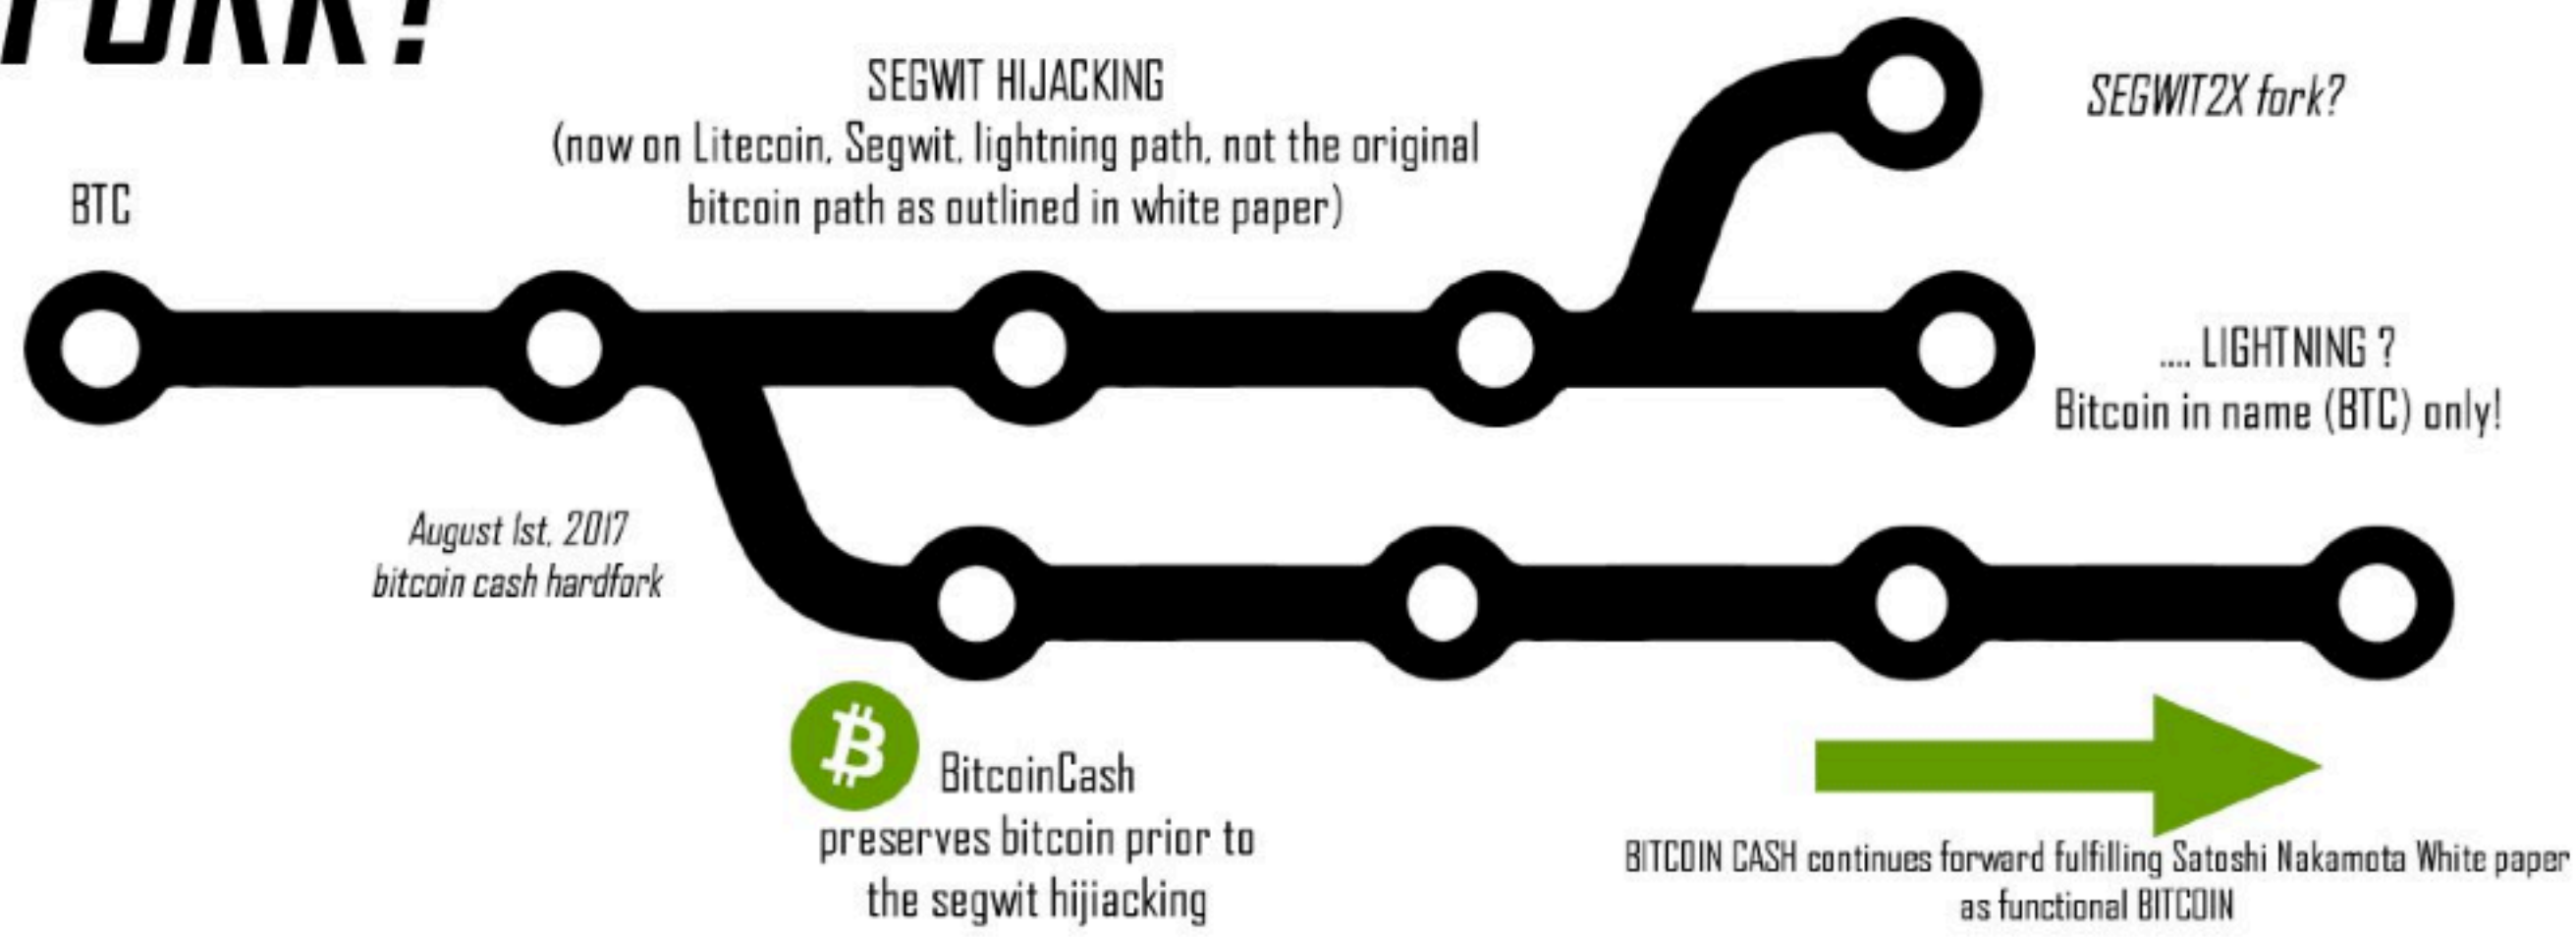 FORK?
SEGWIT HIJACKING
(now on Litecoin, Segwit, lightning path, not the original
bitcoin path as outlined in white paper)
SEGWIT2X fork?
BTC
.... LIGHTNING ?
Bitcoin in name (BTC) only!
August 1st, 2017
bitcoin cash hardfork
BitcoinCash
preserves bitcoin prior to
the segwit hijiacking
BITCOIN CASH continues forward fulfilling Satoshi Nakamota White paper
as functional BITCOIN